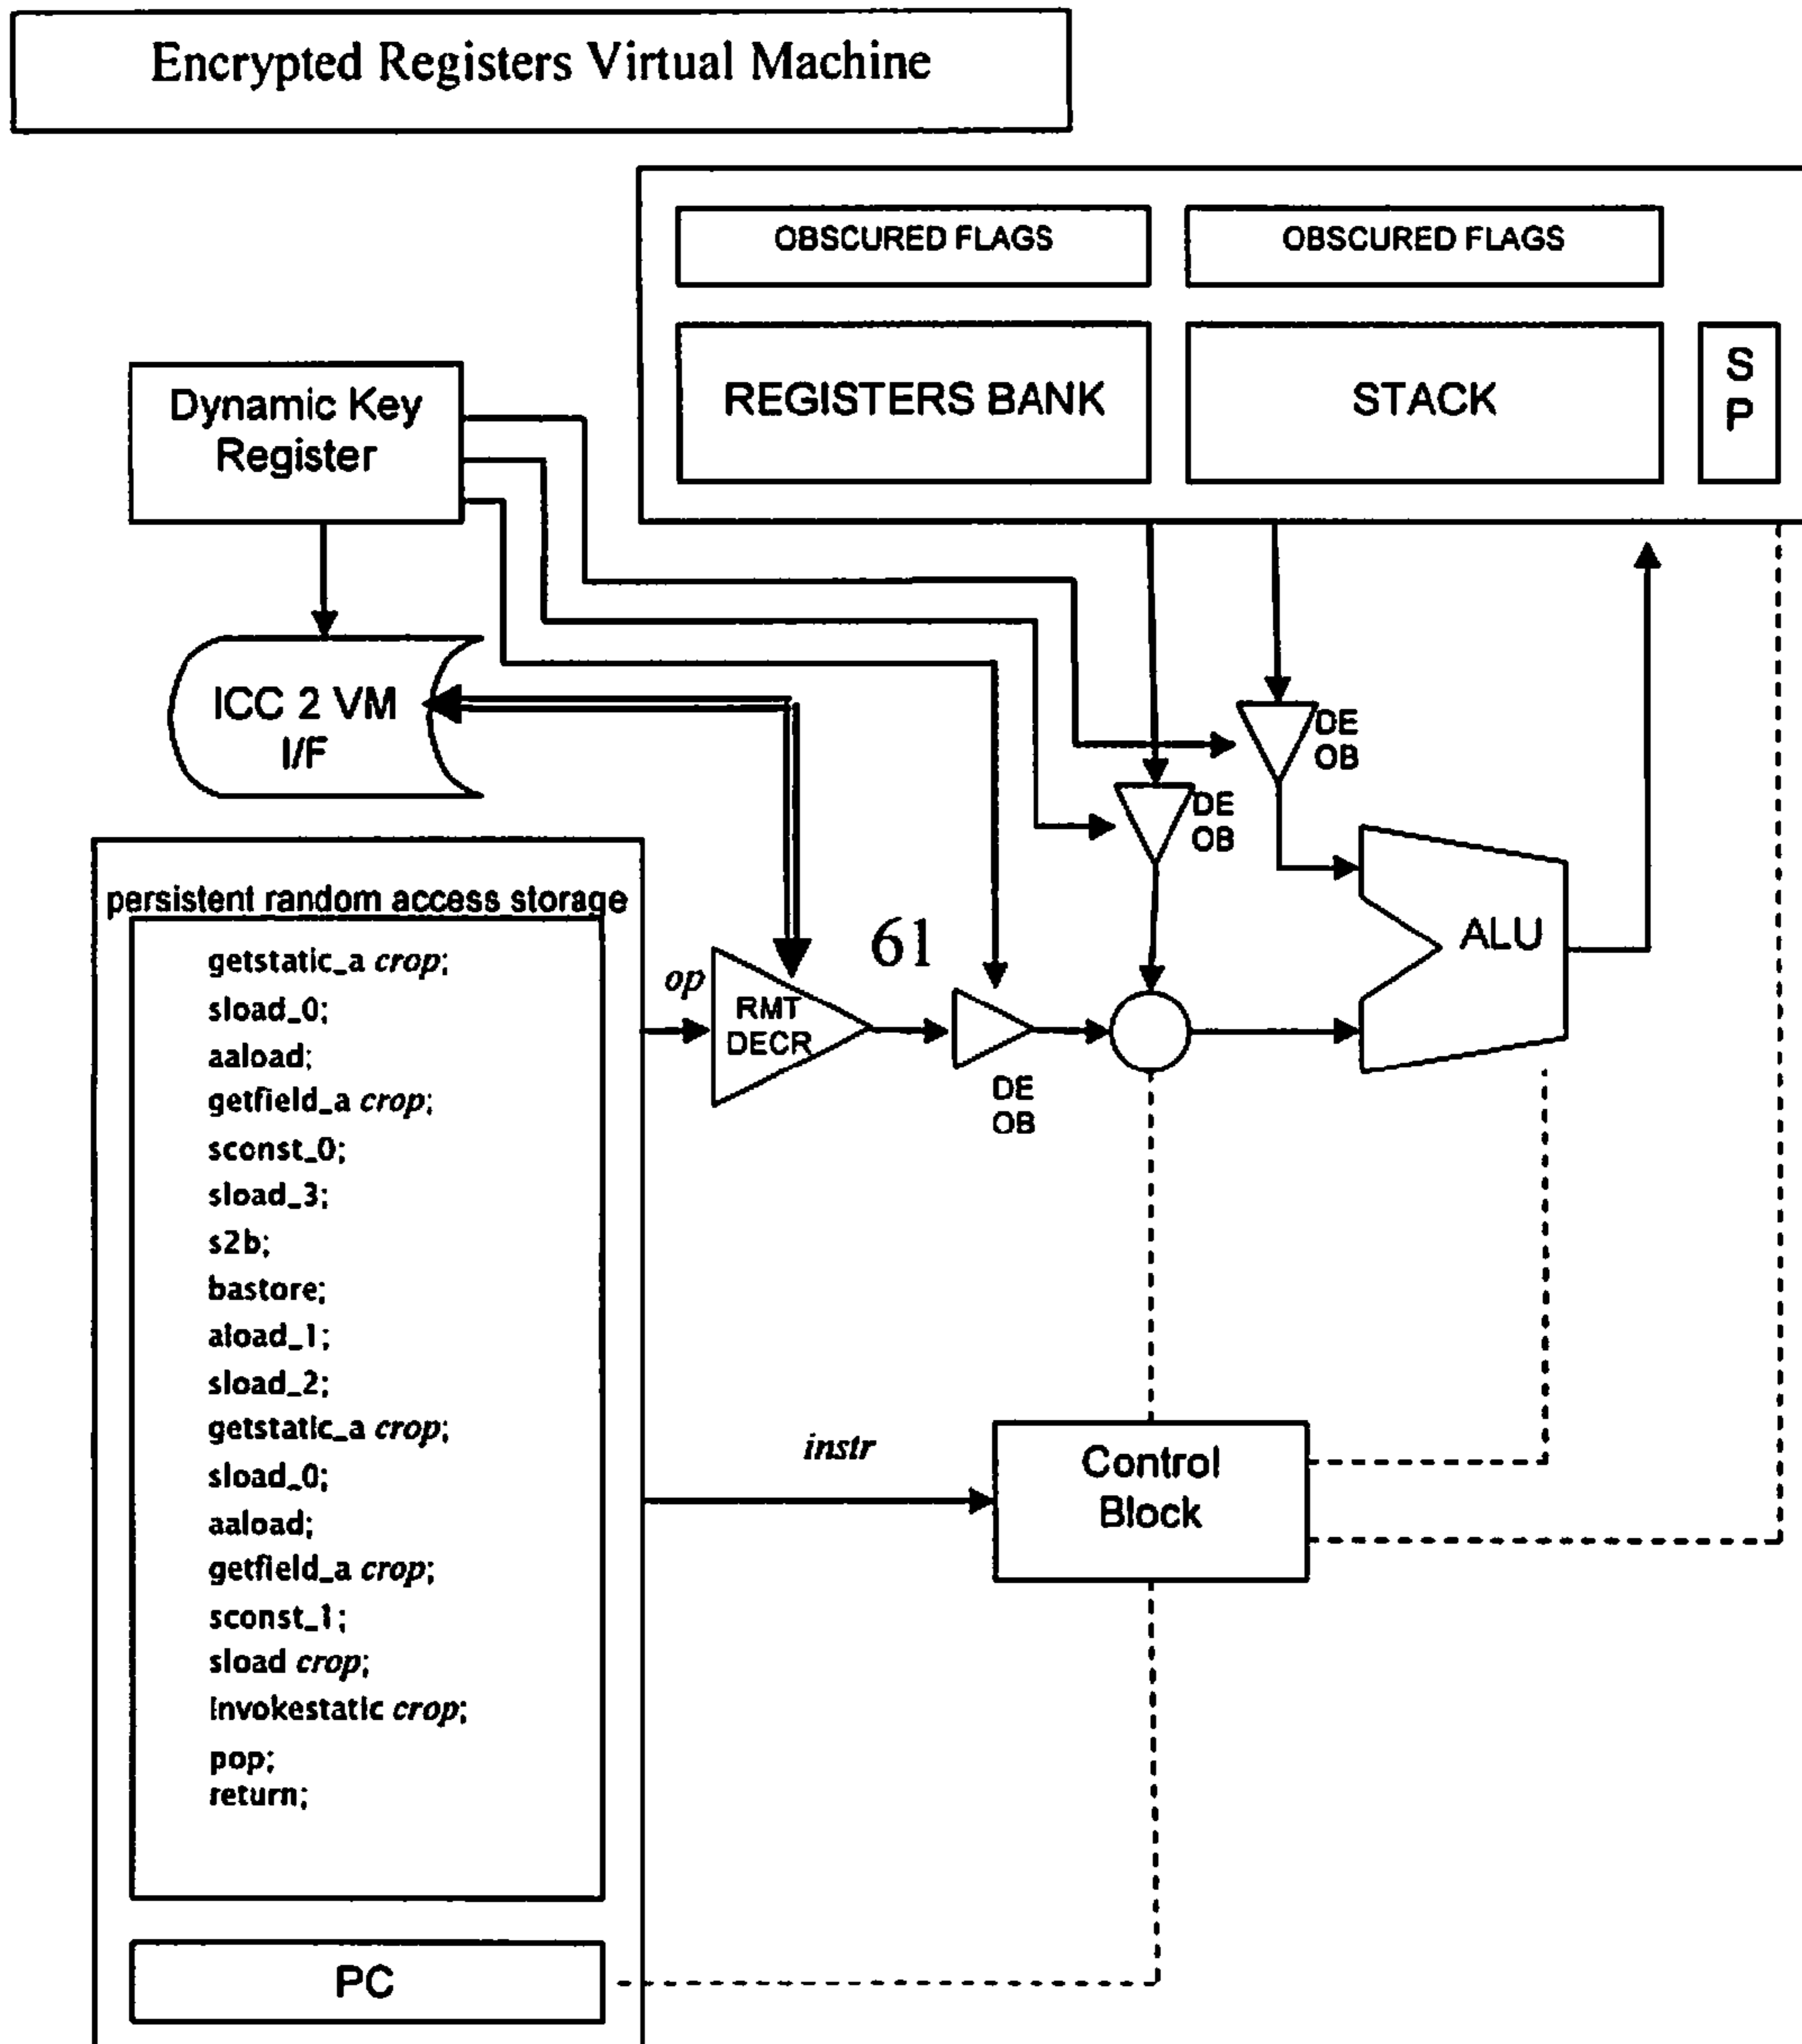 Encrypted Registers Virtual Machine
OBSCURED FLAGS
OBSCURED FLAGS
REGISTERS BANK
STACK
S
P
Dynamic Key
Register
ICC 2 VM
I/F
DE
OB
DE
OB
ALU
persistent random access storage
getstatic_a crop;
sload_0;
aaload;
getfield_a crop;
sconst_0;
sload_3;
s2b;
bastore;
aload_1;
sload_2;
getstatic_a crop;
sload_0;
aaload;
getfield_a crop;
sconst_1;
sload crop;
invokestatic crop;
pop;
return;
op
RMT
DECR
61
DE
OB
instr
Control
Block
PC